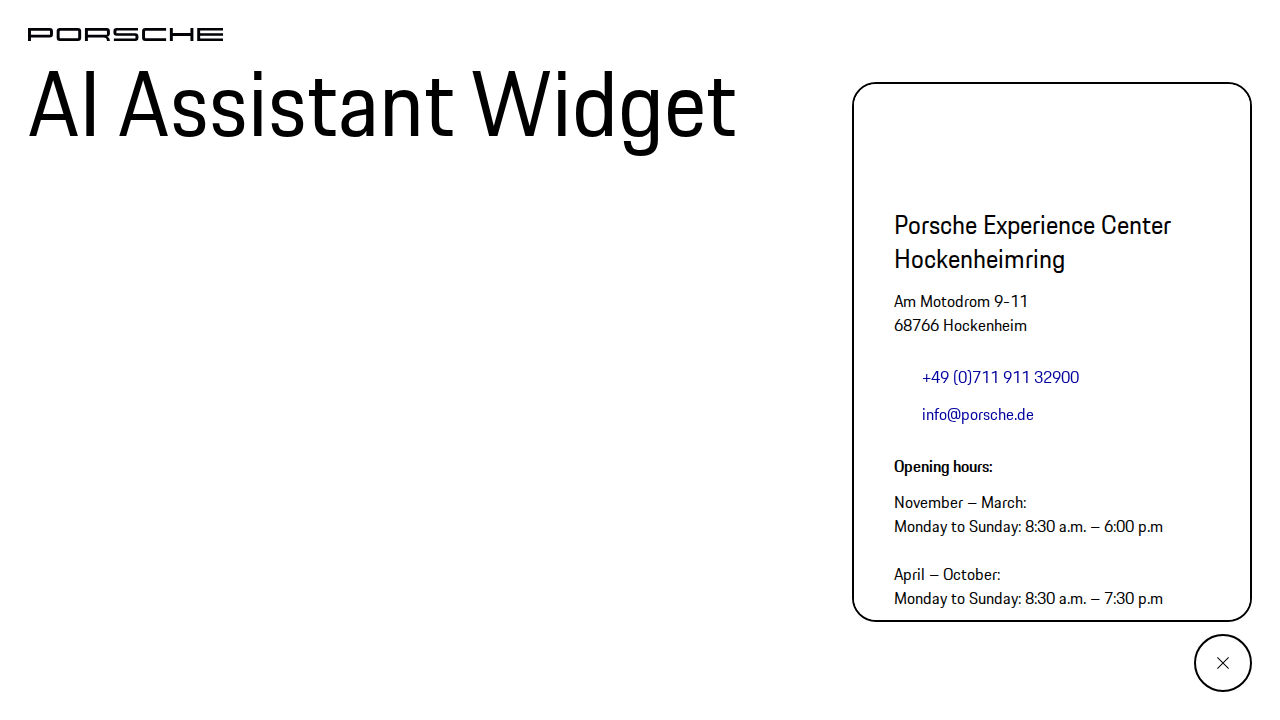 PORSCHE
AI Assistant Widget
Porsche Experience Center
Hockenheimring
Am Motodrom 9-11
68766 Hockenheim
+49 (0)711 911 32900
info@porsche.de
Opening hours:
November – March:
Monday to Sunday: 8:30 a.m. – 6:00 p.m
April – October:
Monday to Sunday: 8:30 a.m. – 7:30 p.m